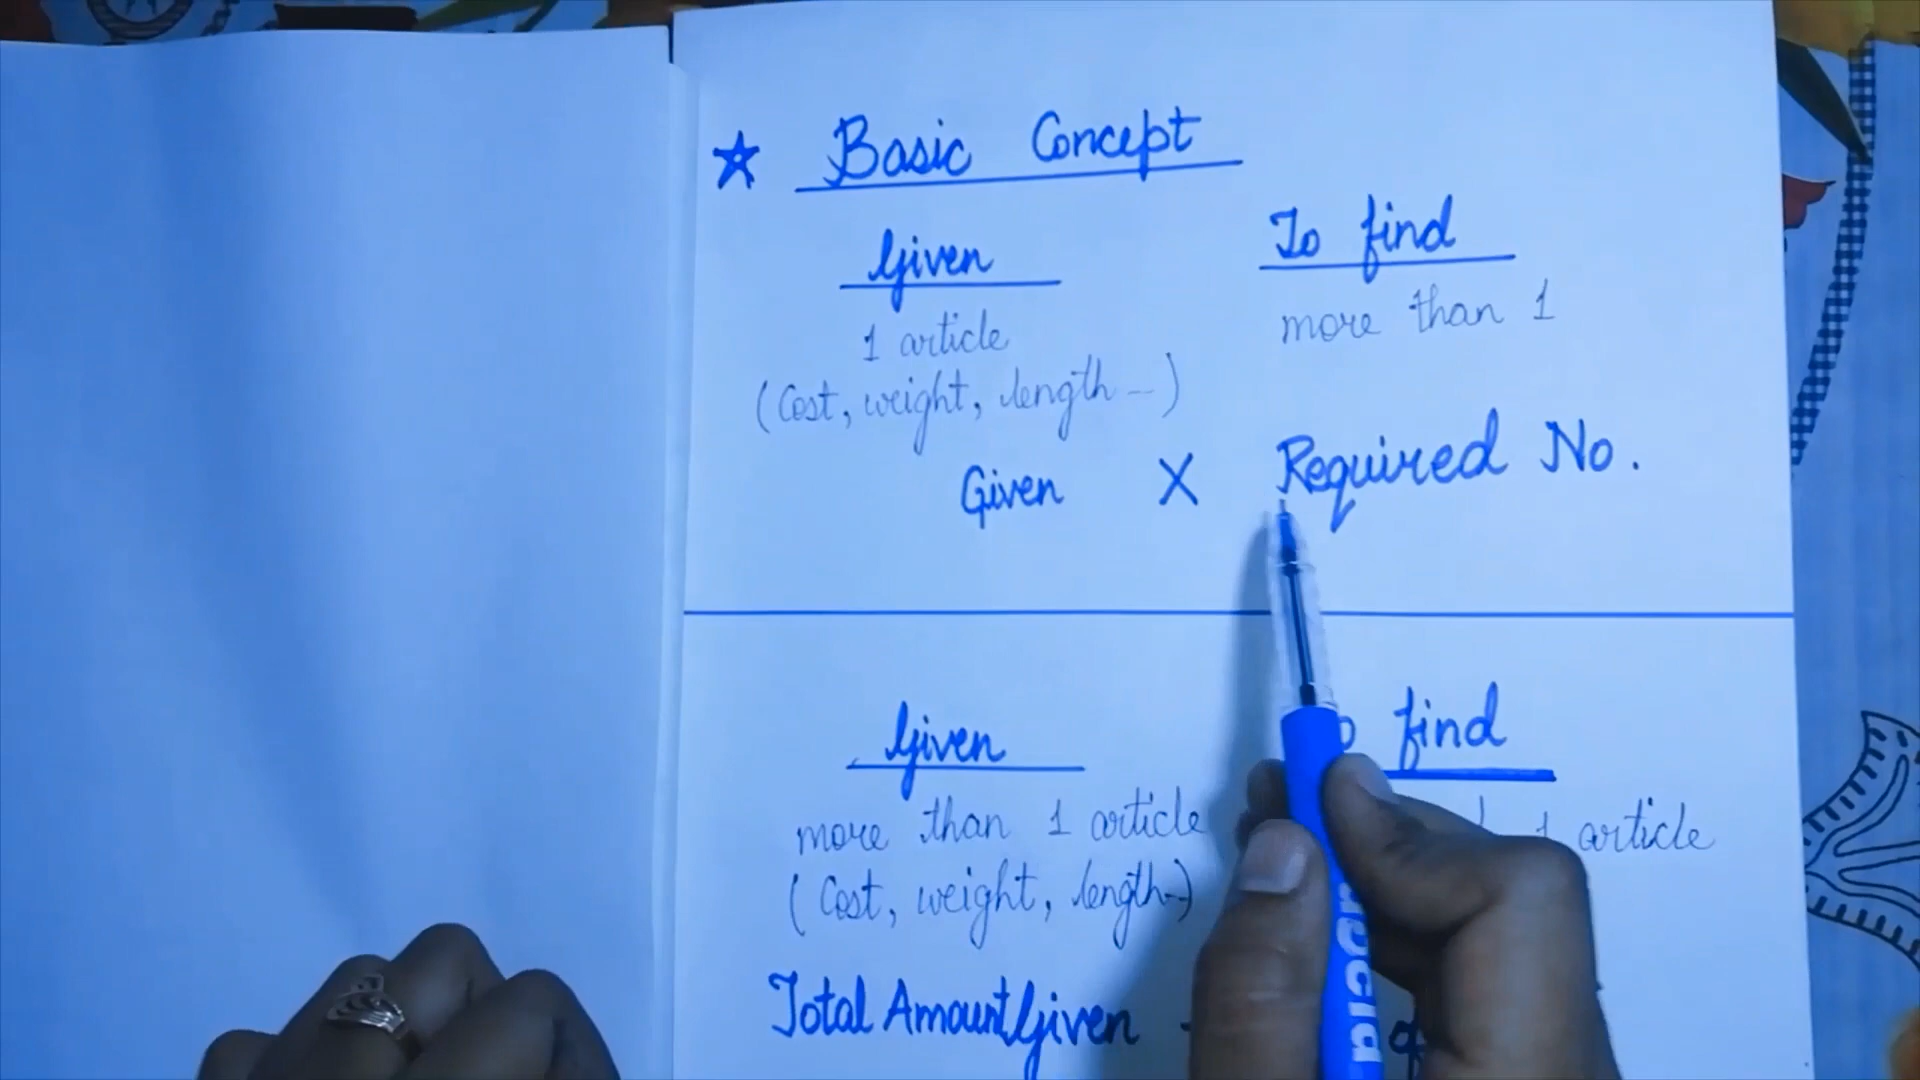 ☆ Basic Concept
Given To find
1 article more than 1
(Cost, weight, length --)
Given X Required No.
Given find
more than 1 article 1 article
(Cost, weight, length--)
Total Amount Given